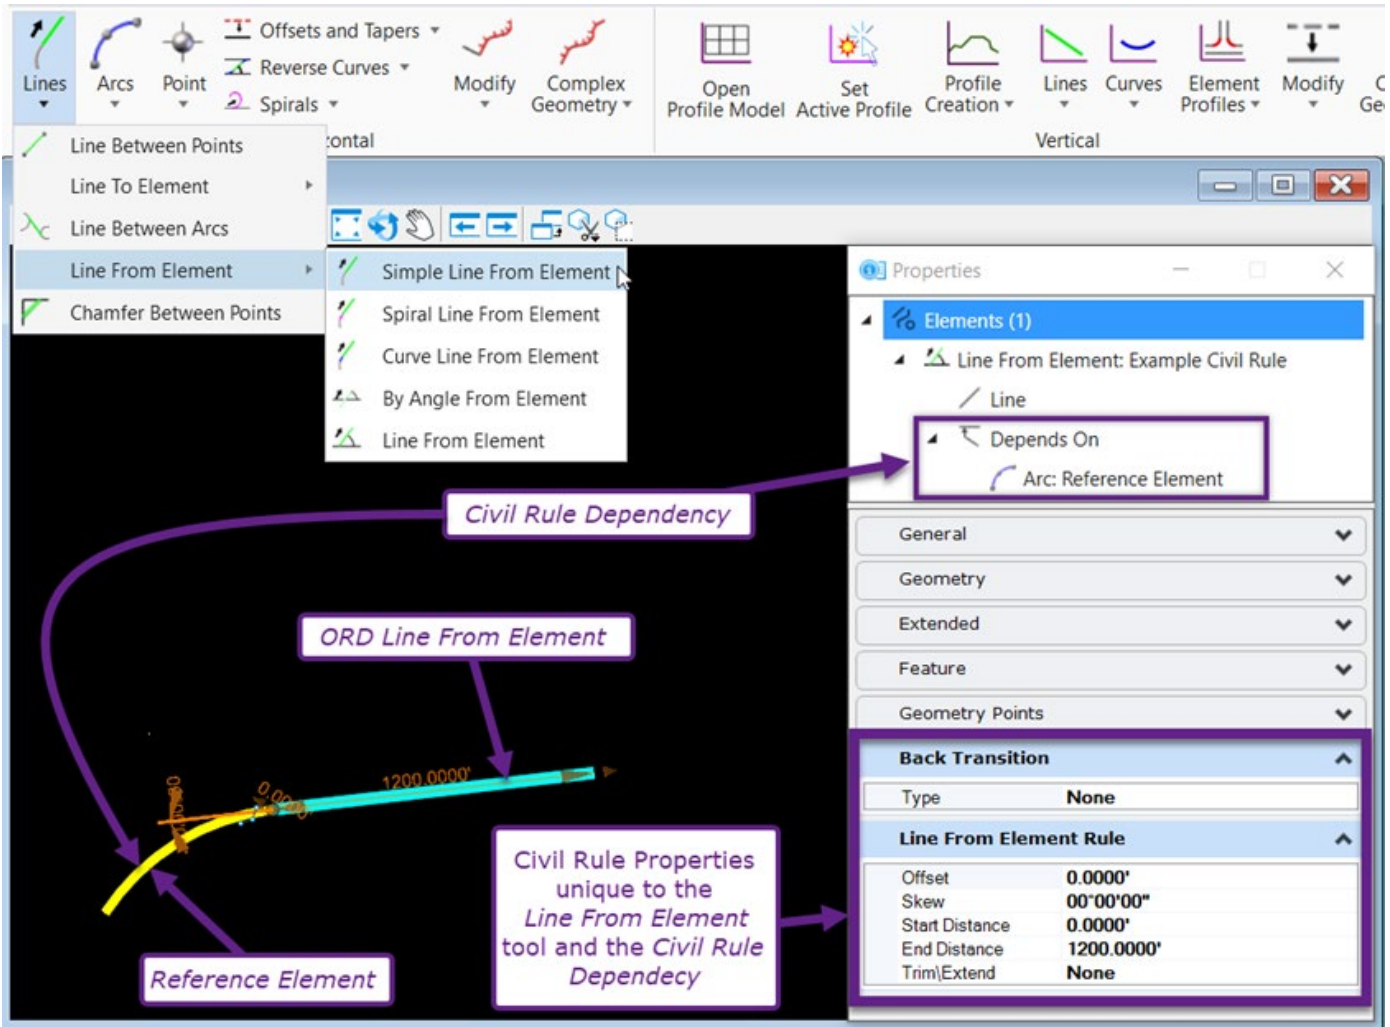 Offsets and Tapers
Reverse Curves
Spirals
Lines
Arcs
Point
Modify
Complex
Geometry
Open
Profile Model
Set
Active Profile
Profile
Creation
Lines
Curves
Element
Profiles
Modify
Vertical
Line Between Points
Line To Element
Line Between Arcs
Line From Element
Chamfer Between Points
Simple Line From Element
Spiral Line From Element
Curve Line From Element
By Angle From Element
Line From Element
Properties
Elements (1)
Line From Element: Example Civil Rule
Line
Depends On
Arc: Reference Element
Civil Rule Dependency
General
Geometry
Extended
Feature
Geometry Points
ORD Line From Element
1200.0000'
Back Transition
Type None
Line From Element Rule
Offset 0.0000'
Skew 00°00'00"
Start Distance 0.0000'
End Distance 1200.0000'
Trim\Extend None
Civil Rule Properties
unique to the
Line From Element
tool and the Civil Rule
Dependecy
Reference Element